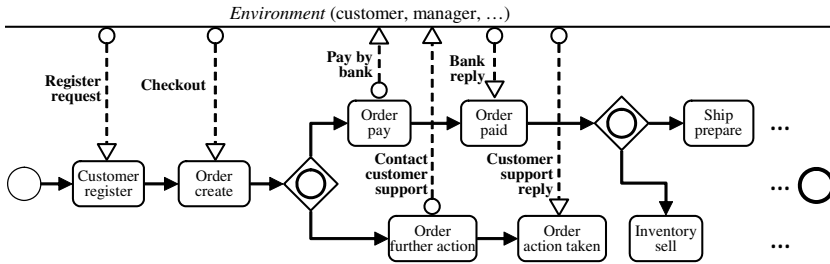 Environment (customer, manager, …)
Register
request
Checkout
Pay by
bank
Bank
reply
Order
pay
Order
paid
Ship
prepare
...
Customer
register
Order
create
Contact
customer
support
Customer
support
reply
...
Order
further action
Order
action taken
Inventory
sell
...